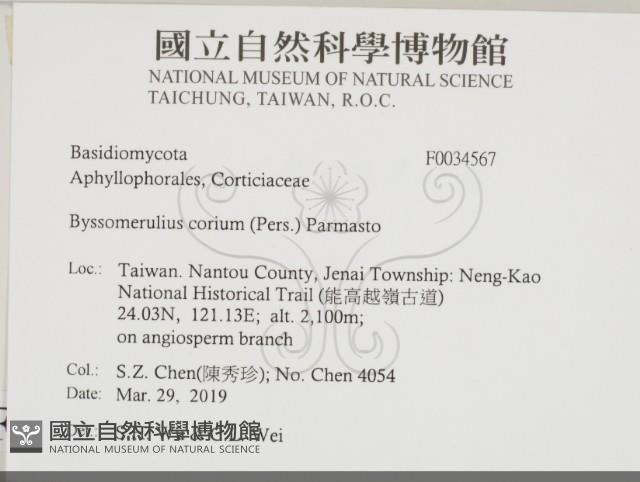 國立自然科學博物館
NATIONAL MUSEUM OF NATURAL SCIENCE
TAICHUNG, TAIWAN, R.O.C.
Basidiomycota F0034567
Aphyllophorales, Corticiaceae
Byssomerulius corium (Pers.) Parmasto
Loc.: Taiwan. Nantou County, Jenai Township: Neng-Kao
National Historical Trail (能高越嶺古道)
24.03N, 121.13E; alt. 2,100m;
on angiosperm branch
Col.: S.Z. Chen(陳秀珍); No. Chen 4054
Date: Mar. 29, 2019
Wei
國立自然科學博物館
NATIONAL MUSEUM OF NATURAL SCIENCE